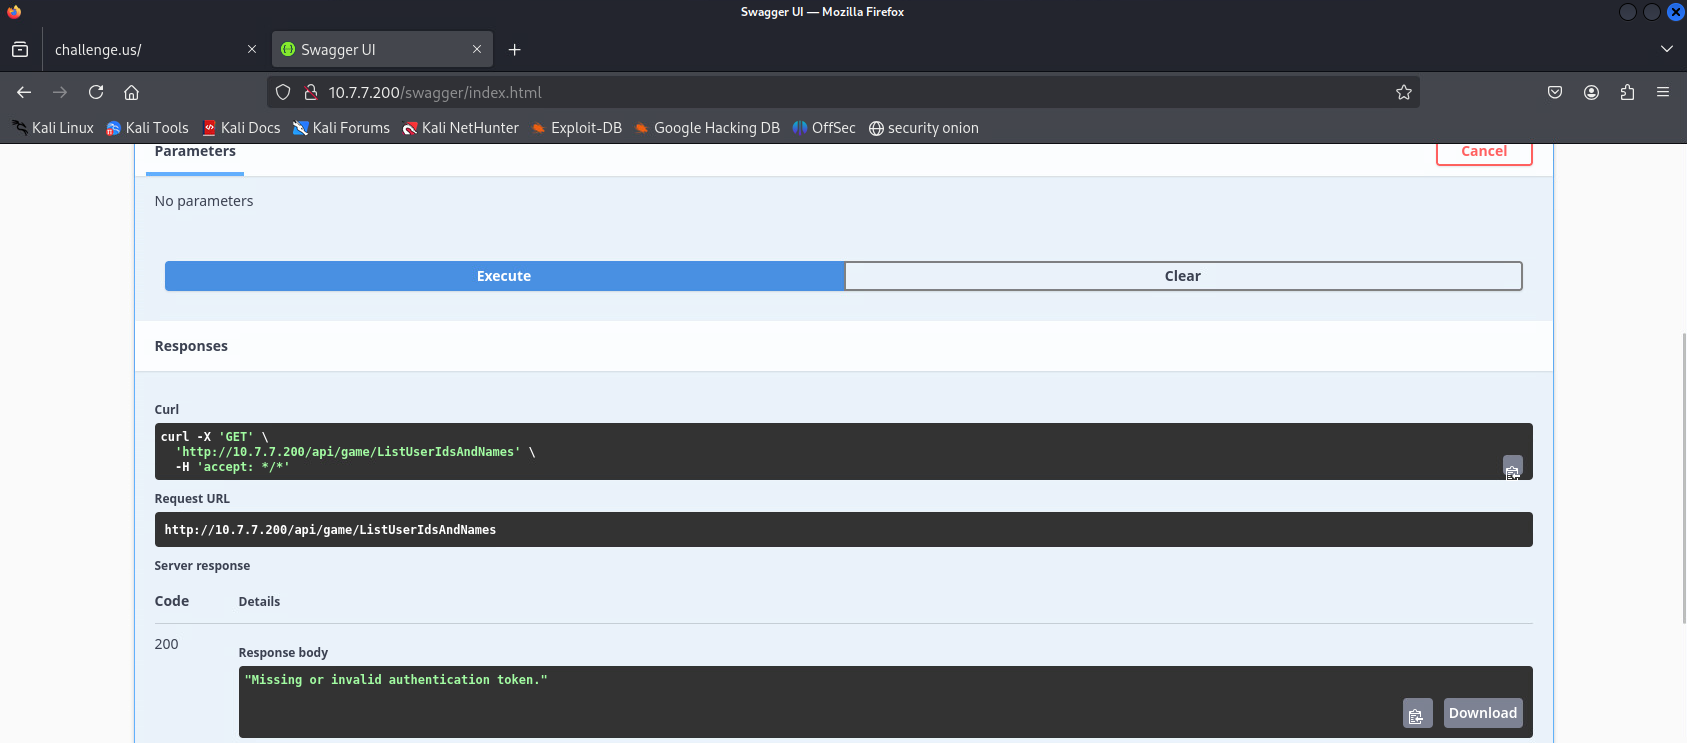 Swagger UI — Mozilla Firefox
challenge.us/
Swagger UI
10.7.7.200/swagger/index.html
Kali Linux
Kali Tools
Kali Docs
Kali Forums
Kali NetHunter
Exploit-DB
Google Hacking DB
OffSec
security onion
Parameters
Cancel
No parameters
Execute
Clear
Responses
Curl
curl -X 'GET' \
'http://10.7.7.200/api/game/ListUserIdsAndNames' \
-H 'accept: */*'
Request URL
http://10.7.7.200/api/game/ListUserIdsAndNames
Server response
Code
Details
200
Response body
"Missing or invalid authentication token."
Download